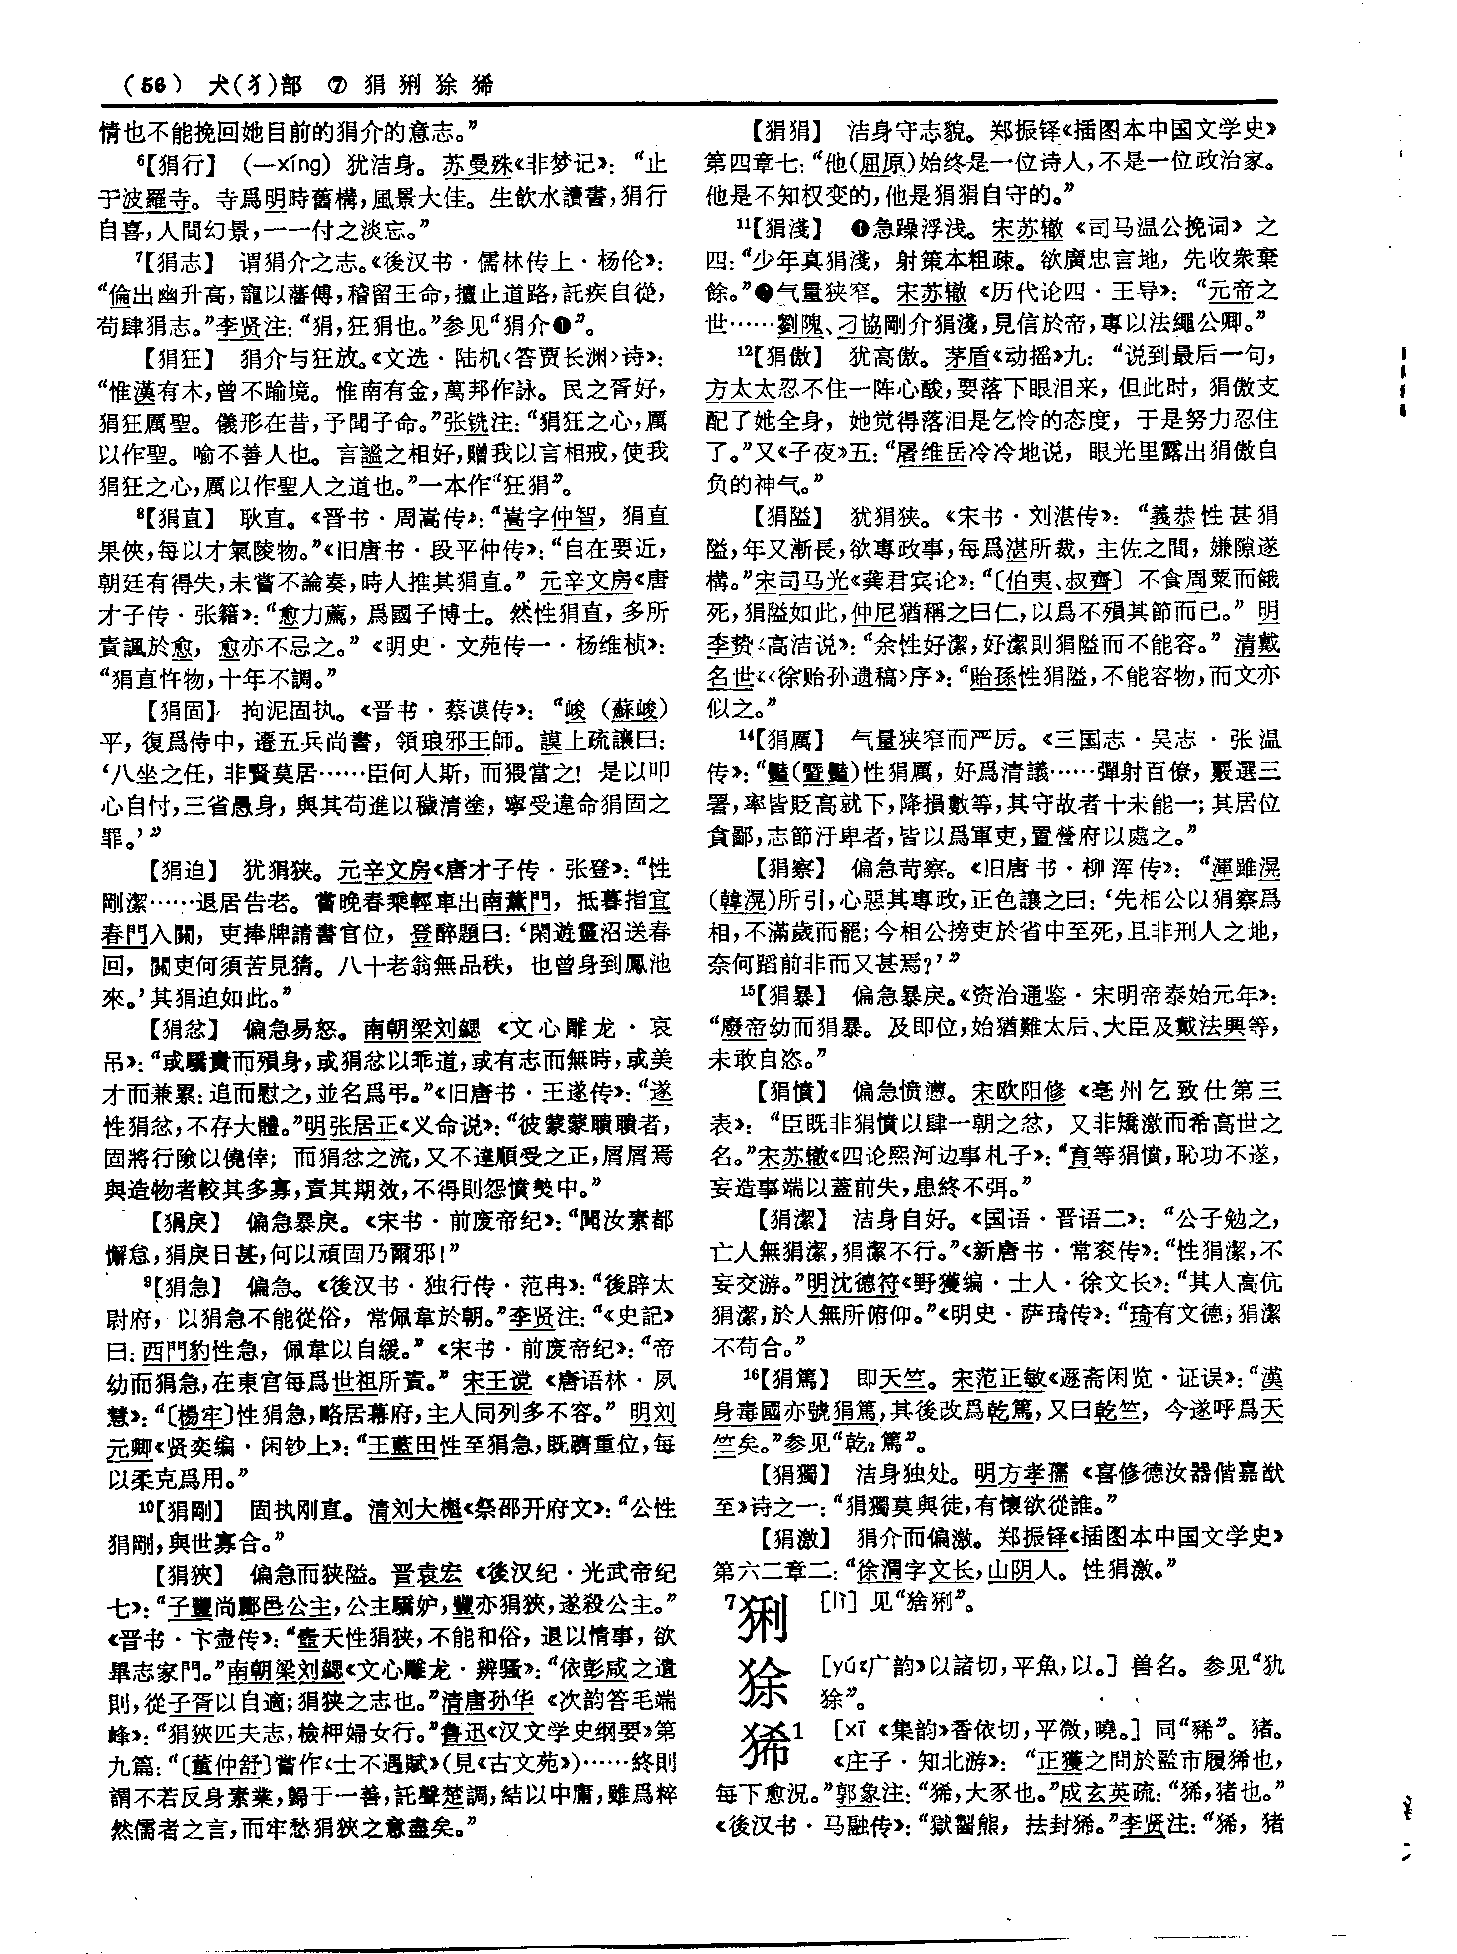 (56) 犬(犭)部 ⑦ 狷猁狳狶
情也不能挽回她目前的狷介的意志。”
6【狷行】 (—xíng) 犹洁身。苏曼殊《非梦记》：“止
于波羅寺。寺爲明時舊構，風景大佳。生飲水讀書，狷行
自喜，人間幻景，一一付之淡忘。”
7【狷志】 谓狷介之志。《後汉书·儒林传上·杨伦》：
“倫出幽升高，寵以藩傅，稽留王命，擅止道路，託疾自從，
苟肆狷志。”李贤注：“狷，狂狷也。”参见“狷介❶”。
【狷狂】 狷介与狂放。《文选·陆机〈答贾长渊〉诗》：
“惟漢有木，曾不踰境。惟南有金，萬邦作詠。民之胥好，
狷狂厲聖。儀形在昔，予聞子命。”张铣注：“狷狂之心，厲
以作聖。喻不善人也。言謐之相好，贈我以言相戒，使我
狷狂之心，厲以作聖人之道也。”一本作“狂狷”。
8【狷直】 耿直。《晋书·周嵩传》：“嵩字仲智，狷直
果俠，每以才氣陵物。”《旧唐书·段平仲传》：“自在要近，
朝廷有得失，未嘗不論奏，時人推其狷直。”元辛文房《唐
才子传·张籍》：“愈力薦，爲國子博士。然性狷直，多所
責諷於愈，愈亦不忌之。”《明史·文苑传一·杨维桢》：
“狷直忤物，十年不調。”
【狷固】 拘泥固执。《晋书·蔡谟传》：“峻（蘇峻）
平，復爲侍中，遷五兵尚書，領琅邪王師。謨上疏讓曰：
‘八坐之任，非賢莫居……臣何人斯，而猥當之！是以叩
心自忖，三省愚身，與其苟進以穢清塗，寧受違命狷固之
罪。’”
【狷迫】 犹狷狭。元辛文房《唐才子传·张登》：“性
剛潔……退居告老。嘗晚春乘輕車出南薰門，抵暮指宜
春門入關，吏捧牌請書官位，登醉題曰：‘閑遊靈沼送春
回，關吏何須苦見猜。八十老翁無品秩，也曾身到鳳池
來。’其狷迫如此。”
【狷忿】 偏急易怒。南朝梁刘勰《文心雕龙·哀
吊》：“或驕貴而殞身，或狷忿以乖道，或有志而無時，或美
才而兼累：追而慰之，並名爲弔。”《旧唐书·王遂传》：“遂
性狷忿，不存大體。”明张居正《义命说》：“彼蒙蒙瞶瞶者，
固將行險以僥倖；而狷忿之流，又不達順受之正，屑屑焉
與造物者較其多寡，責其期效，不得則怨憤熒中。”
【狷戾】 偏急暴戾。《宋书·前废帝纪》：“聞汝素都
懈怠，狷戾日甚，何以頑固乃爾邪！”
9【狷急】 偏急。《後汉书·独行传·范冉》：“後辟太
尉府，以狷急不能從俗，常佩韋於朝。”李贤注：“《史記》
曰：西門豹性急，佩韋以自緩。”《宋书·前废帝纪》：“帝
幼而狷急，在東宫每爲世祖所責。”宋王谠《唐语林·夙
慧》：“〔楊牢〕性狷急，略居幕府，主人同列多不容。”明刘
元卿《贤奕编·闲钞上》：“王藍田性至狷急，既躋重位，每
以柔克爲用。”
10【狷剛】 固执刚直。清刘大櫆《祭邵开府文》：“公性
狷剛，與世寡合。”
【狷狹】 偏急而狭隘。晋袁宏《後汉纪·光武帝纪
七》：“子豐尚酈邑公主，公主驕妒，豐亦狷狹，遂殺公主。”
《晋书·卞壶传》：“壼天性狷狹，不能和俗，退以情事，欲
畢志家門。”南朝梁刘勰《文心雕龙·辨骚》：“依彭咸之遺
則，從子胥以自適；狷狹之志也。”清唐孙华《次韵答毛端
峰》：“狷狹匹夫志，檢柙婦女行。”鲁迅《汉文学史纲要》第
九篇：“〔董仲舒〕嘗作《士不遇賦》（見《古文苑》）……終則
謂不若反身素業，歸于一善，託聲楚調，結以中庸，雖爲粹
然儒者之言，而牢愁狷狹之意盡矣。”
【狷狷】 洁身守志貌。郑振铎《插图本中国文学史》
第四章七：“他（屈原）始终是一位诗人，不是一位政治家。
他是不知权变的，他是狷狷自守的。”
11【狷淺】 ❶急躁浮浅。宋苏辙《司马温公挽词》之
四：“少年真狷淺，射策本粗疎。欲廣忠言地，先收衆棄
餘。”❷气量狭窄。宋苏辙《历代论四·王导》：“元帝之
世……劉隗、刁協剛介狷淺，見信於帝，專以法繩公卿。”
12【狷傲】 犹高傲。茅盾《动摇》九：“说到最后一句，
方太太忍不住一阵心酸，要落下眼泪来，但此时，狷傲支
配了她全身，她觉得落泪是乞怜的态度，于是努力忍住
了。”又《子夜》五：“屠维岳冷冷地说，眼光里露出狷傲自
负的神气。”
【狷隘】 犹狷狭。《宋书·刘湛传》：“義恭性甚狷
隘，年又漸長，欲專政事，每爲湛所裁，主佐之間，嫌隙遂
構。”宋司马光《龚君宾论》：“〔伯夷、叔齊〕不食周粟而餓
死，狷隘如此，仲尼猶稱之曰仁，以爲不殞其節而已。”明
李贽《高洁说》：“余性好潔，好潔則狷隘而不能容。”清戴
名世《〈徐贻孙遗稿〉序》：“貽孫性狷隘，不能容物，而文亦
似之。”
14【狷厲】 气量狭窄而严厉。《三国志·吴志·张温
传》：“豔（暨豔）性狷厲，好爲清議……彈射百僚，覈選三
署，率皆貶高就下，降損數等，其守故者十未能一；其居位
貪鄙，志節汙卑者，皆以爲軍吏，置營府以處之。”
【狷察】 偏急苛察。《旧唐书·柳浑传》：“渾雖滉
（韓滉）所引，心惡其專政，正色讓之曰：‘先相公以狷察爲
相，不滿歲而罷；今相公搒吏於省中至死，且非刑人之地，
奈何蹈前非而又甚焉？’”
15【狷暴】 偏急暴戾。《资治通鉴·宋明帝泰始元年》：
“廢帝幼而狷暴。及即位，始猶難太后、大臣及戴法興等，
未敢自恣。”
【狷憤】 偏急愤懑。宋欧阳修《亳州乞致仕第三
表》：“臣既非狷憤以肆一朝之忿，又非矯激而希高世之
名。”宋苏辙《四论熙河边事札子》：“育等狷憤，恥功不遂，
妄造事端以蓋前失，患終不弭。”
【狷潔】 洁身自好。《国语·晋语二》：“公子勉之，
亡人無狷潔，狷潔不行。”《新唐书·常衮传》：“性狷潔，不
妄交游。”明沈德符《野獲编·士人·徐文长》：“其人高伉
狷潔，於人無所俯仰。”《明史·萨琦传》：“琦有文德，狷潔
不苟合。”
16【狷篤】 即天竺。宋范正敏《遯斋闲览·证误》：“漢
身毒國亦號狷篤，其後改爲乾篤，又曰乾竺，今遂呼爲天
竺矣。”参见“乾2篤”。
【狷獨】 洁身独处。明方孝孺《喜修德汝器偕嘉猷
至》诗之一：“狷獨莫與徒，有懷欲從誰。”
【狷激】 狷介而偏激。郑振铎《插图本中国文学史》
第六二章二：“徐渭字文长，山阴人。性狷激。”
7猁 [lì] 见“猞猁”。
狳 [yú《广韵》以諸切，平魚，以。] 兽名。参见“犰
狳”。
狶1 [xī《集韵》香依切，平微，曉。] 同“豨”。猪。
《庄子·知北游》：“正獲之問於監市履狶也，
每下愈況。”郭象注：“狶，大豕也。”成玄英疏：“狶，猪也。”
《後汉书·马融传》：“獄䶩熊，抾封狶。”李贤注：“狶，猪